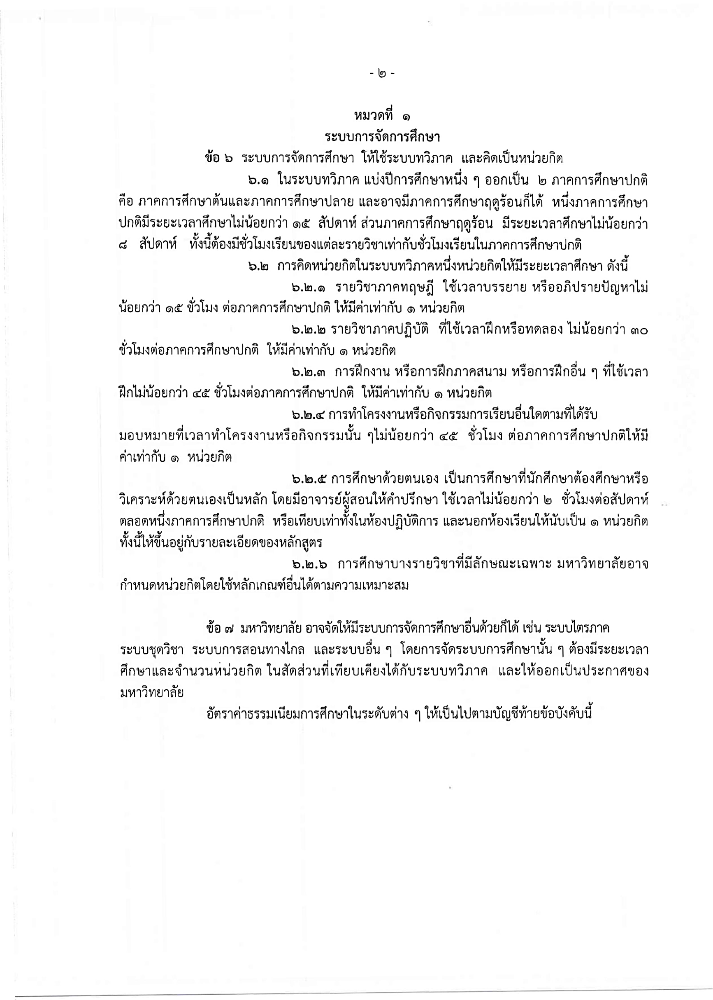 - ๒ -
หมวดที่ ๑
ระบบการจัดการศึกษา
ข้อ ๖ ระบบการจัดการศึกษา ให้ใช้ระบบทวิภาค และคิดเป็นหน่วยกิต
๖.๑ ในระบบทวิภาค แบ่งปีการศึกษาหนึ่ง ๆ ออกเป็น ๒ ภาคการศึกษาปกติ
คือ ภาคการศึกษาต้นและภาคการศึกษาปลาย และอาจมีภาคการศึกษาฤดูร้อนก็ได้ หนึ่งภาคการศึกษา
ปกติมีระยะเวลาศึกษาไม่น้อยกว่า ๑๕ สัปดาห์ ส่วนภาคการศึกษาฤดูร้อน มีระยะเวลาศึกษาไม่น้อยกว่า
๘ สัปดาห์ ทั้งนี้ต้องมีชั่วโมงเรียนของแต่ละรายวิชาเท่ากับชั่วโมงเรียนในภาคการศึกษาปกติ
๖.๒ การคิดหน่วยกิตในระบบทวิภาคหนึ่งหน่วยกิตให้มีระยะเวลาศึกษา ดังนี้
๖.๒.๑ รายวิชาภาคทฤษฎี ใช้เวลาบรรยาย หรืออภิปรายปัญหาไม่
น้อยกว่า ๑๕ ชั่วโมง ต่อภาคการศึกษาปกติ ให้มีค่าเท่ากับ ๑ หน่วยกิต
๖.๒.๒ รายวิชาภาคปฏิบัติ ที่ใช้เวลาฝึกหรือทดลอง ไม่น้อยกว่า ๓๐
ชั่วโมงต่อภาคการศึกษาปกติ ให้มีค่าเท่ากับ ๑ หน่วยกิต
๖.๒.๓ การฝึกงาน หรือการฝึกภาคสนาม หรือการฝึกอื่น ๆ ที่ใช้เวลา
ฝึกไม่น้อยกว่า ๔๕ ชั่วโมงต่อภาคการศึกษาปกติ ให้มีค่าเท่ากับ ๑ หน่วยกิต
๖.๒.๔ การทำโครงงานหรือกิจกรรมการเรียนอื่นใดตามที่ได้รับ
มอบหมายที่เวลาทำโครงงานหรือกิจกรรมนั้น ๆไม่น้อยกว่า ๔๕ ชั่วโมง ต่อภาคการศึกษาปกติให้มี
ค่าเท่ากับ ๑ หน่วยกิต
๖.๒.๕ การศึกษาด้วยตนเอง เป็นการศึกษาที่นักศึกษาต้องศึกษาหรือ
วิเคราะห์ด้วยตนเองเป็นหลัก โดยมีอาจารย์ผู้สอนให้คำปรึกษา ใช้เวลาไม่น้อยกว่า ๒ ชั่วโมงต่อสัปดาห์
ตลอดหนึ่งภาคการศึกษาปกติ หรือเทียบเท่าทั้งในห้องปฏิบัติการ และนอกห้องเรียนให้นับเป็น ๑ หน่วยกิต
ทั้งนี้ให้ขึ้นอยู่กับรายละเอียดของหลักสูตร
๖.๒.๖ การศึกษาบางรายวิชาที่มีลักษณะเฉพาะ มหาวิทยาลัยอาจ
กำหนดหน่วยกิตโดยใช้หลักเกณฑ์อื่นได้ตามความเหมาะสม
ข้อ ๗ มหาวิทยาลัย อาจจัดให้มีระบบการจัดการศึกษาอื่นด้วยก็ได้ เช่น ระบบไตรภาค
ระบบชุดวิชา ระบบการสอนทางไกล และระบบอื่น ๆ โดยการจัดระบบการศึกษานั้น ๆ ต้องมีระยะเวลา
ศึกษาและจำนวนหน่วยกิต ในสัดส่วนที่เทียบเคียงได้กับระบบทวิภาค และให้ออกเป็นประกาศของ
มหาวิทยาลัย
อัตราค่าธรรมเนียมการศึกษาในระดับต่าง ๆ ให้เป็นไปตามบัญชีท้ายข้อบังคับนี้